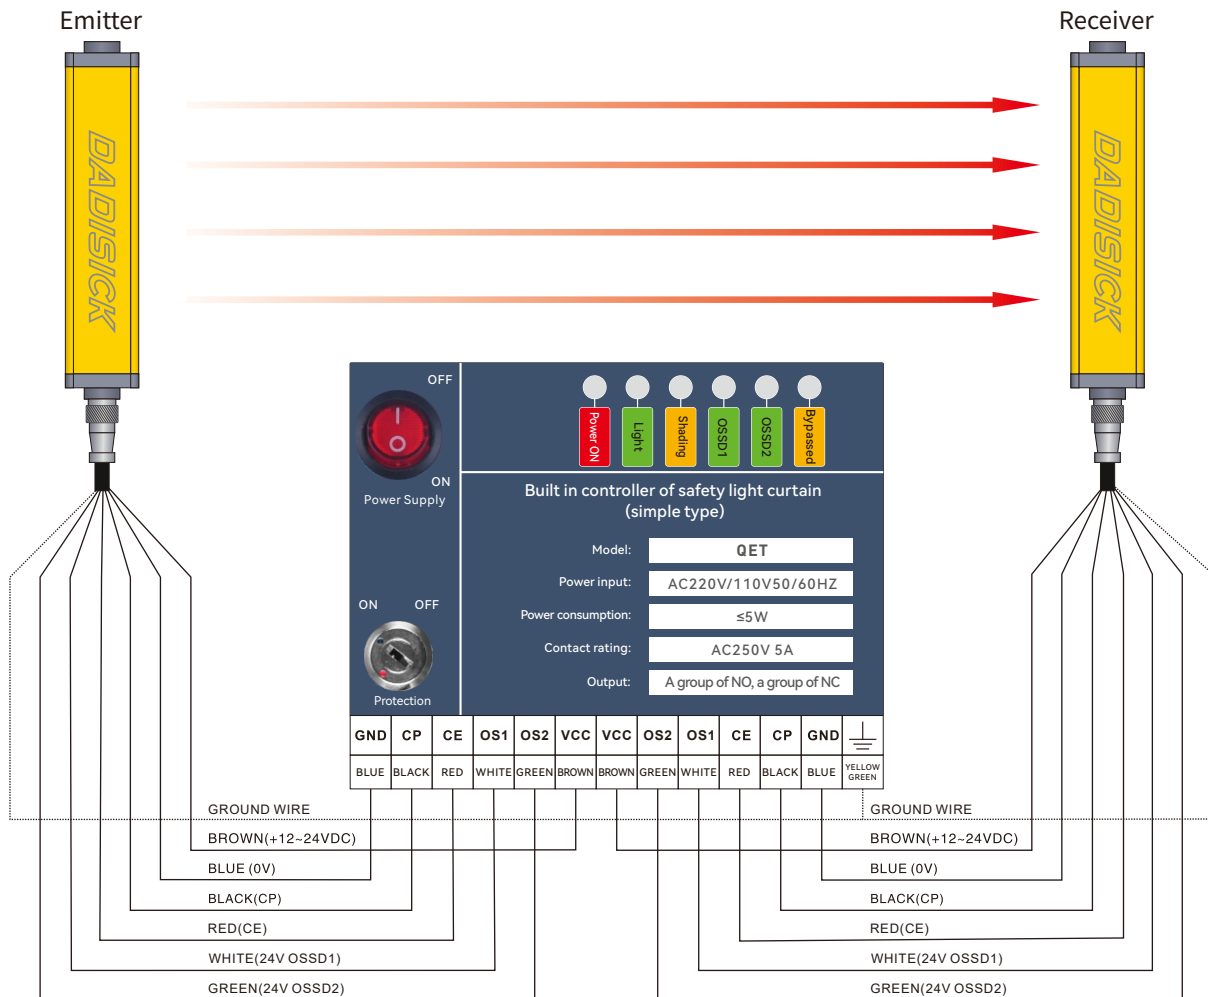 Emitter
Receiver
DADISICK
DADISICK
OFF
ON
Power Supply
ON OFF
Protection
Power ON
Light
Shading
OSSD1
OSSD2
Bypassed
Built in controller of safety light curtain
(simple type)
Model: QET
Power input: AC220V/110V50/60HZ
Power consumption: ≤5W
Contact rating: AC250V 5A
Output: A group of NO, a group of NC
GND CP CE OS1 OS2 VCC VCC OS2 OS1 CE CP GND
BLUE BLACK RED WHITE GREEN BROWN BROWN GREEN WHITE RED BLACK BLUE YELLOW
GREEN
GROUND WIRE
BROWN(+12~24VDC)
BLUE (0V)
BLACK(CP)
RED(CE)
WHITE(24V OSSD1)
GREEN(24V OSSD2)
GROUND WIRE
BROWN(+12~24VDC)
BLUE (0V)
BLACK(CP)
RED(CE)
WHITE(24V OSSD1)
GREEN(24V OSSD2)